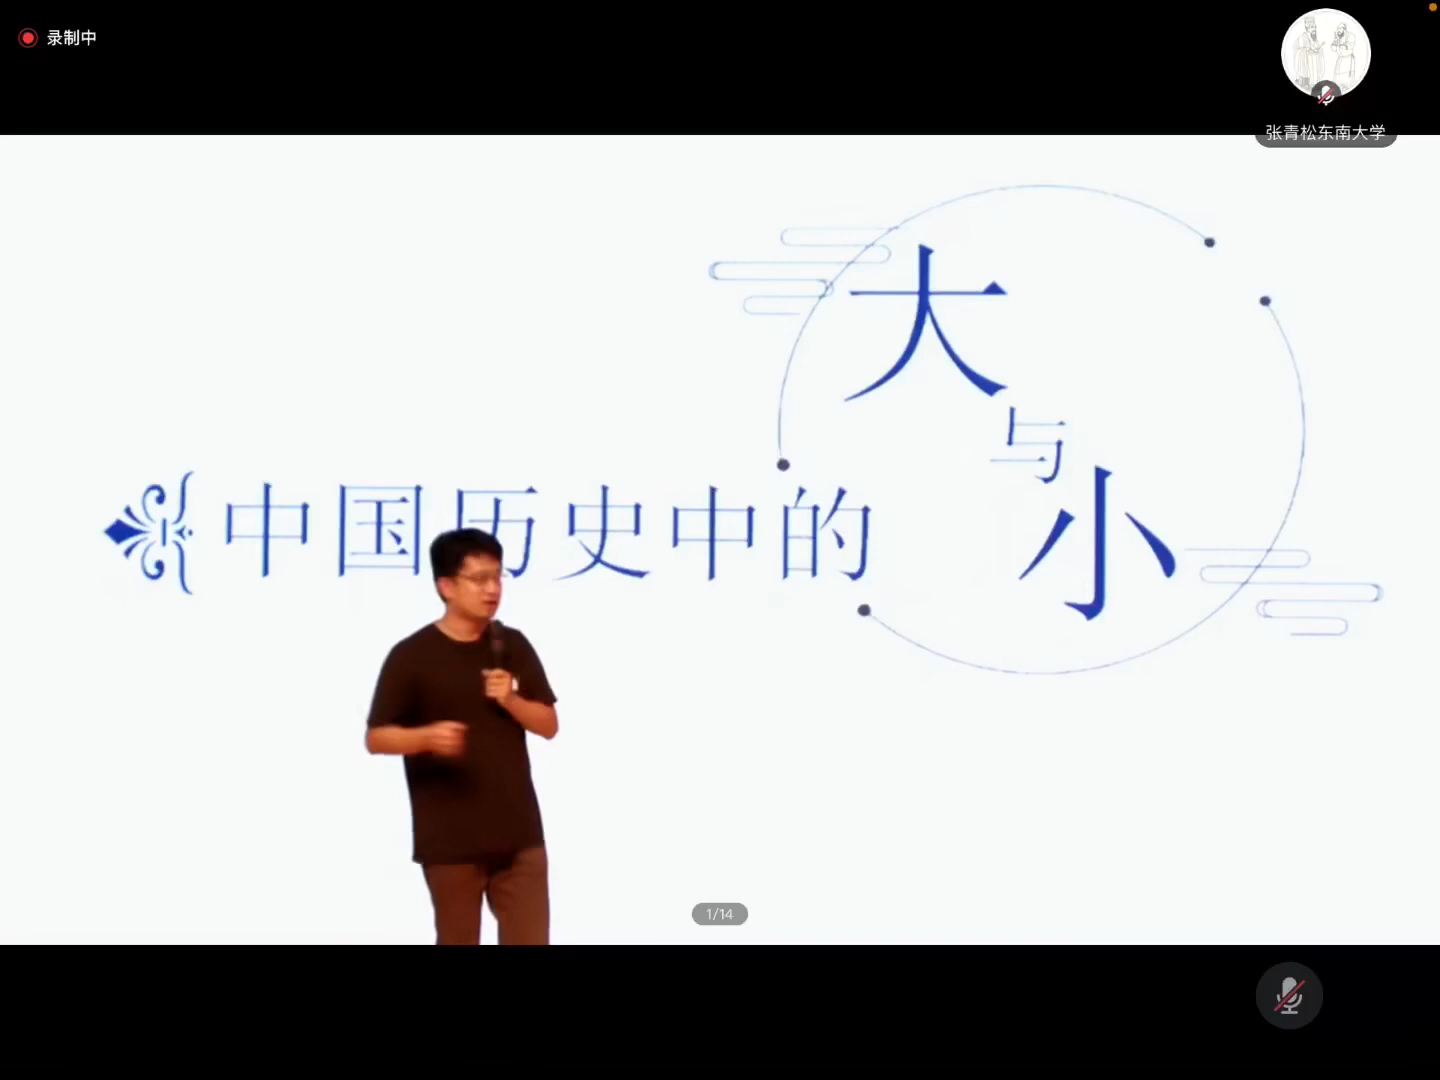 录制中
张青松东南大学
大
与
小
中国历史中的
1/14